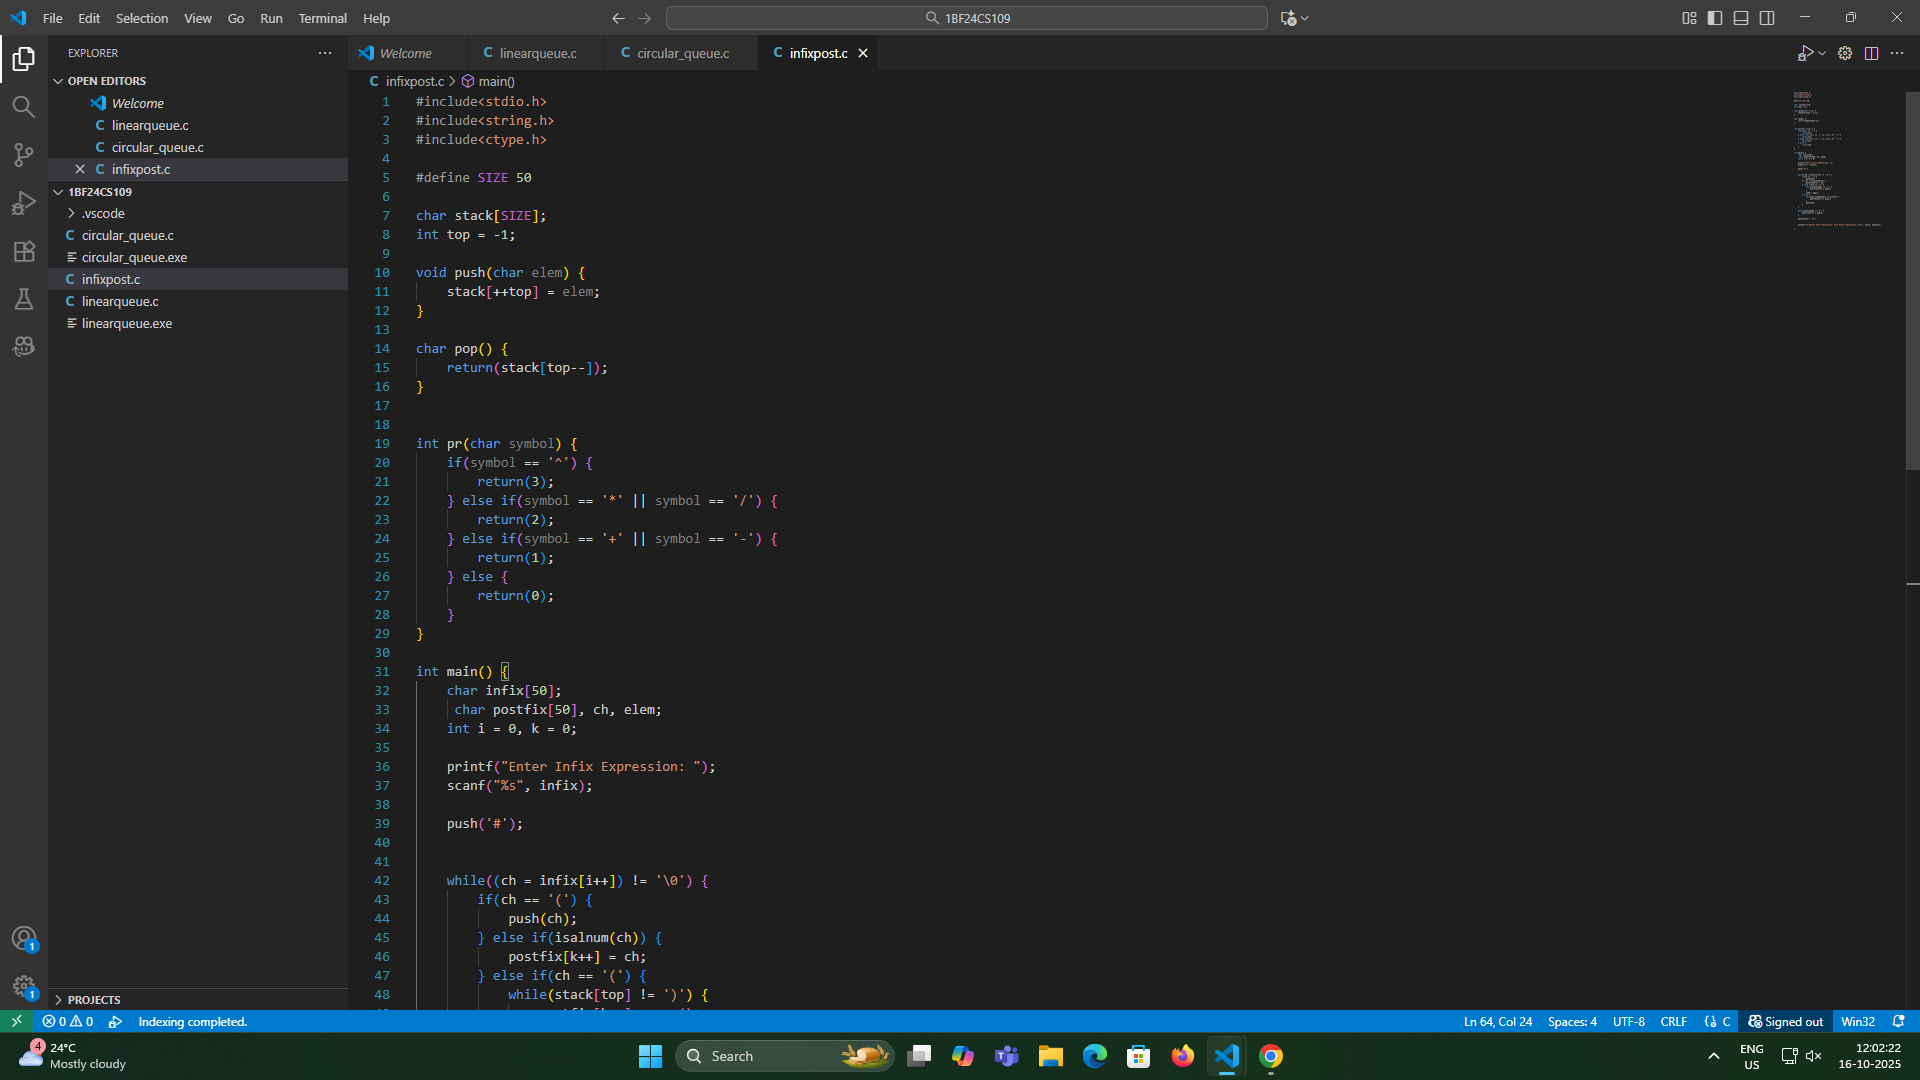 File Edit Selection View Go Run Terminal Help
1BF24CS109
EXPLORER
OPEN EDITORS
Welcome
linearqueue.c
circular_queue.c
infixpost.c
1BF24CS109
.vscode
circular_queue.c
circular_queue.exe
infixpost.c
linearqueue.c
linearqueue.exe
PROJECTS
Welcome
linearqueue.c
circular_queue.c
infixpost.c
infixpost.c > main()
1 #include<stdio.h>
2 #include<string.h>
3 #include<ctype.h>
4
5 #define SIZE 50
6
7 char stack[SIZE];
8 int top = -1;
9
10 void push(char elem) {
11     stack[++top] = elem;
12 }
13
14 char pop() {
15     return(stack[top--]);
16 }
17
18
19 int pr(char symbol) {
20     if(symbol == '^') {
21         return(3);
22     } else if(symbol == '*' || symbol == '/') {
23         return(2);
24     } else if(symbol == '+' || symbol == '-') {
25         return(1);
26     } else {
27         return(0);
28     }
29 }
30
31 int main() {
32     char infix[50];
33      char postfix[50], ch, elem;
34     int i = 0, k = 0;
35
36     printf("Enter Infix Expression: ");
37     scanf("%s", infix);
38
39     push('#');
40
41
42     while((ch = infix[i++]) != '\0') {
43         if(ch == '(') {
44             push(ch);
45         } else if(isalnum(ch)) {
46             postfix[k++] = ch;
47         } else if(ch == '(') {
48             while(stack[top] != ')') {
0 0 Indexing completed.
Ln 64, Col 24 Spaces: 4 UTF-8 CRLF {} C Signed out Win32
4 24°C
Mostly cloudy
Search
ENG
US
12:02:22
16-10-2025
1
1